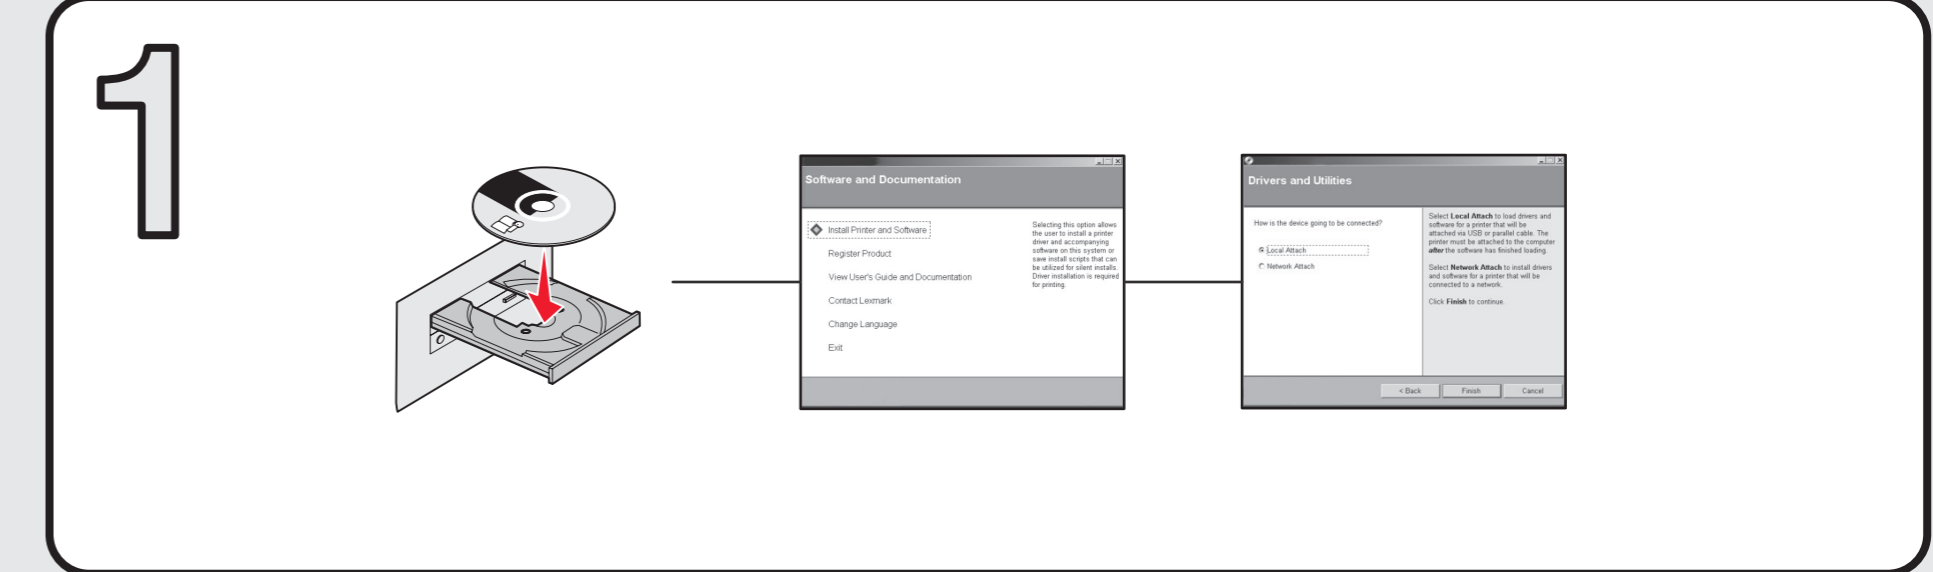 1
Software and Documentation
Install Printer and Software
Register Product
View User's Guide and Documentation
Contact Lexmark
Change Language
Exit
Selecting this option allows
the user to install a printer
driver and accompanying
software on this system or
save install scripts that can
be utilized for silent installs.
Driver installation is required
for printing.
Drivers and Utilities
How is the device going to be connected?
Local Attach
Network Attach
Select Local Attach to load drivers and
software for a printer that will be
attached via USB or parallel cable. The
printer must be attached to the computer
after the software has finished loading.
Select Network Attach to install drivers
and software for a printer that will be
connected to a network.
Click Finish to continue.
< Back
Finish
Cancel